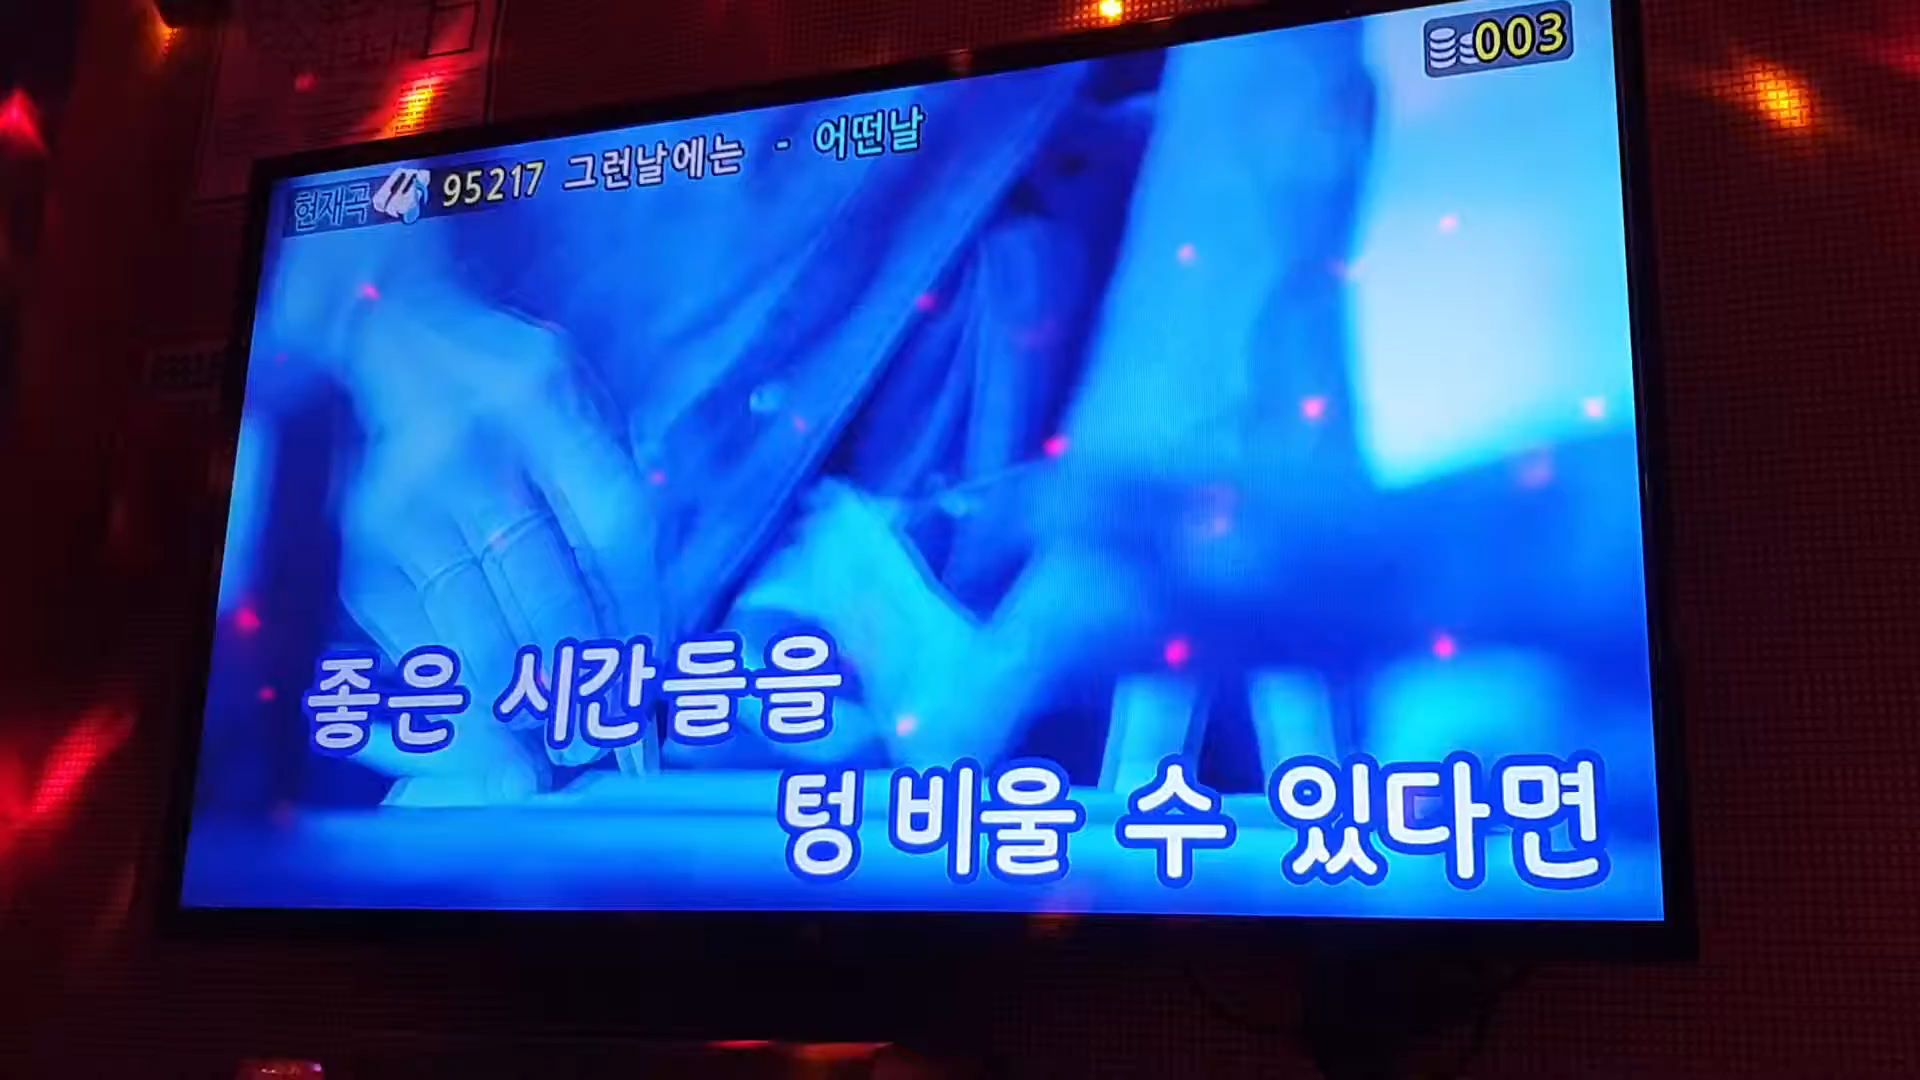 003
현재곡 95217 그런날에는 - 어떤날
좋은 시간들을
텅 비울 수 있다면